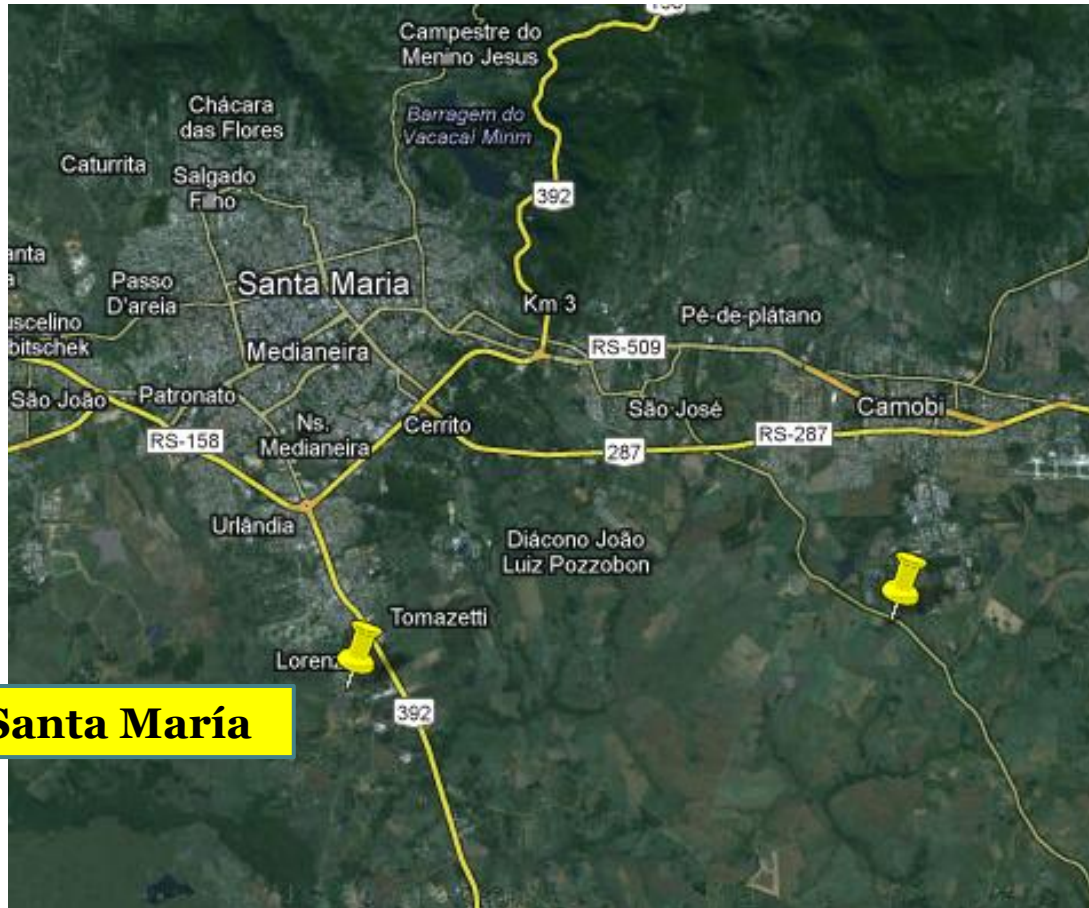 Campestre do
Menino Jesus
Chácara
das Flores
Barragem do
Vacacaí Mirim
Caturrita
Salgado
Filho
392
Santa Maria
Passo
D'areia
Km 3
Pé-de-plátano
Medianeira
RS-509
São João
Patronato
Ns.
Medianeira
Cerrito
São José
Camobi
RS-158
287
RS-287
Urlândia
Diácono João
Luiz Pozzobon
Tomazetti
392
Santa María